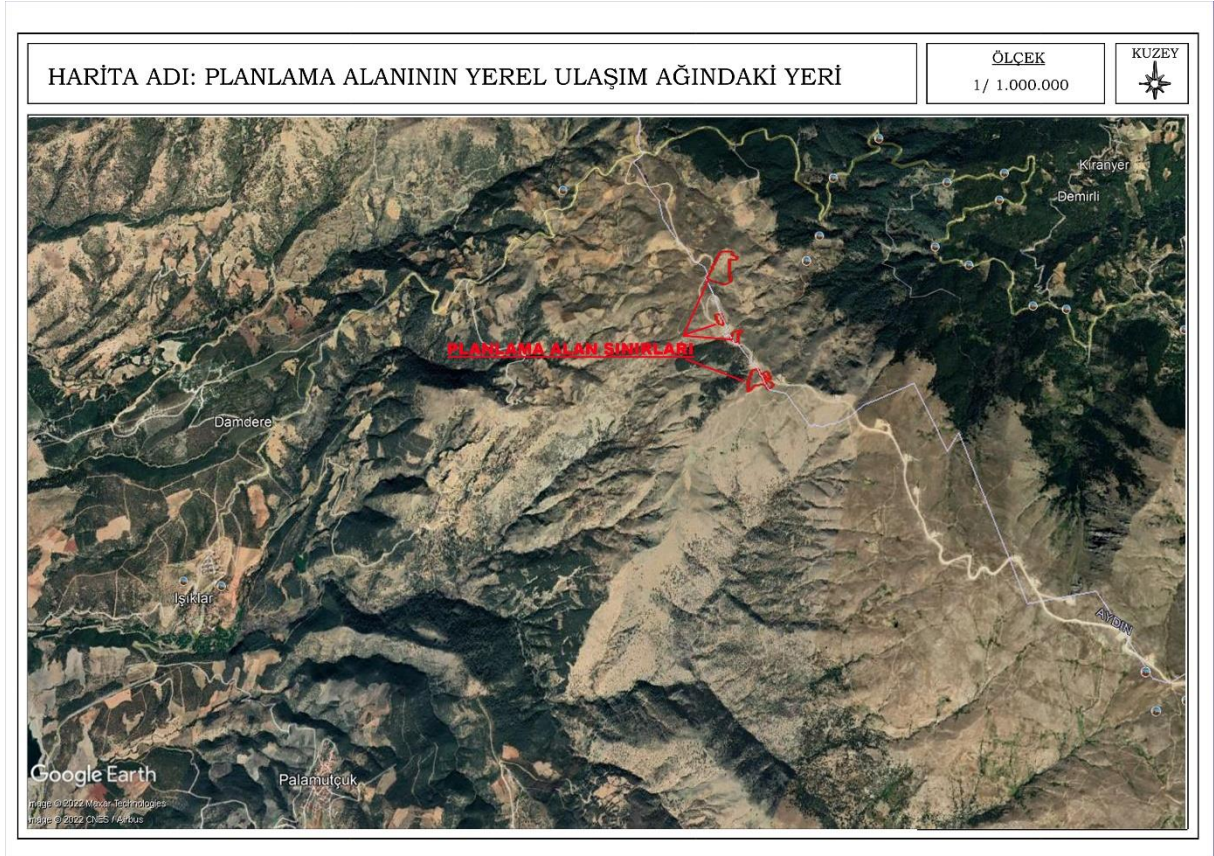 HARİTA ADI: PLANLAMA ALANININ YEREL ULAŞIM AĞINDAKİ YERİ
ÖLÇEK
1/ 1.000.000
KUZEY
Kiranyer
Demirli
PLANLAMA ALAN SINIRLARI
Damdere
Işıklar
AYDIN
Palamutçuk
Google Earth
Image © 2022 Maxar Technologies
Image © 2022 CNES / Airbus